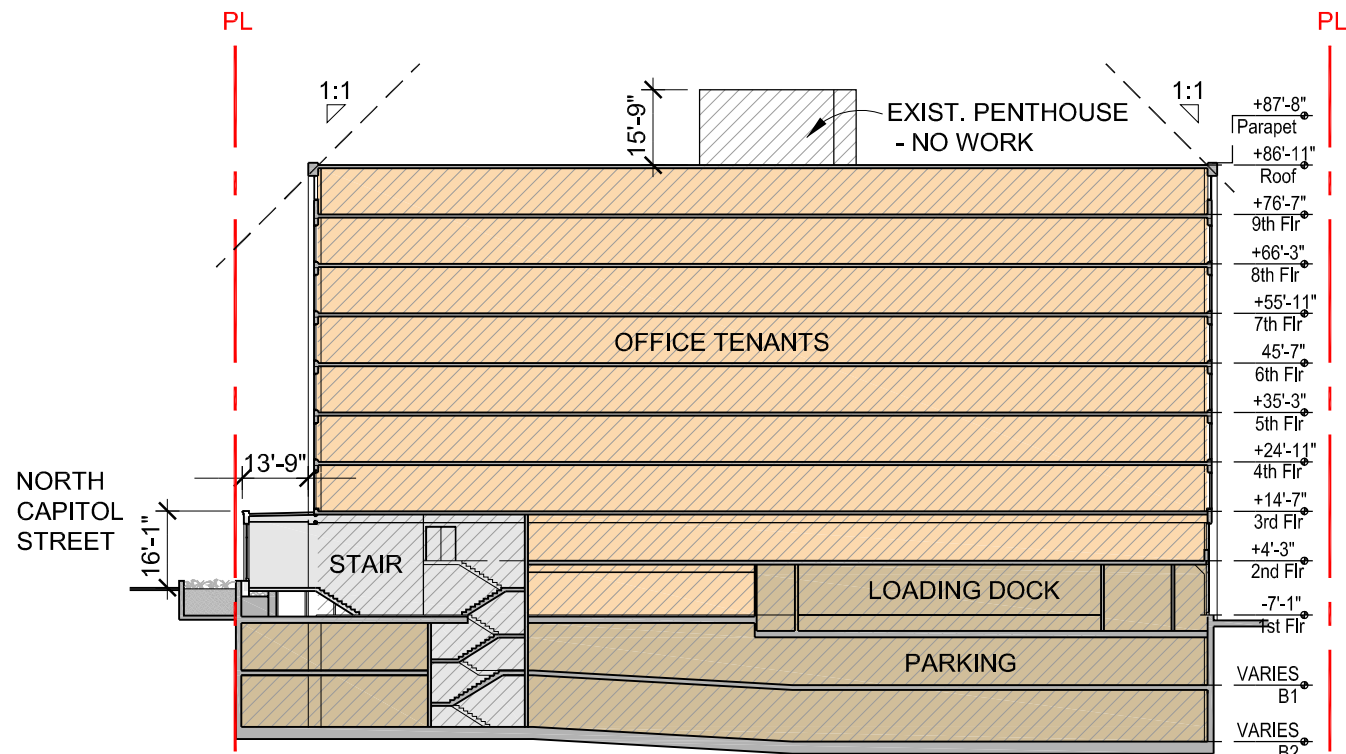 PL
PL
1:1
1:1
15'-9"
EXIST. PENTHOUSE
- NO WORK
+87'-8"
Parapet
+86'-11"
Roof
+76'-7"
9th Flr
+66'-3"
8th Flr
+55'-11"
7th Flr
OFFICE TENANTS
45'-7"
6th Flr
+35'-3"
5th Flr
+24'-11"
4th Flr
13'-9"
NORTH
CAPITOL
STREET
16'-1"
+14'-7"
3rd Flr
STAIR
+4'-3"
2nd Flr
LOADING DOCK
-7'-1"
1st Flr
PARKING
VARIES
B1
VARIES
B2